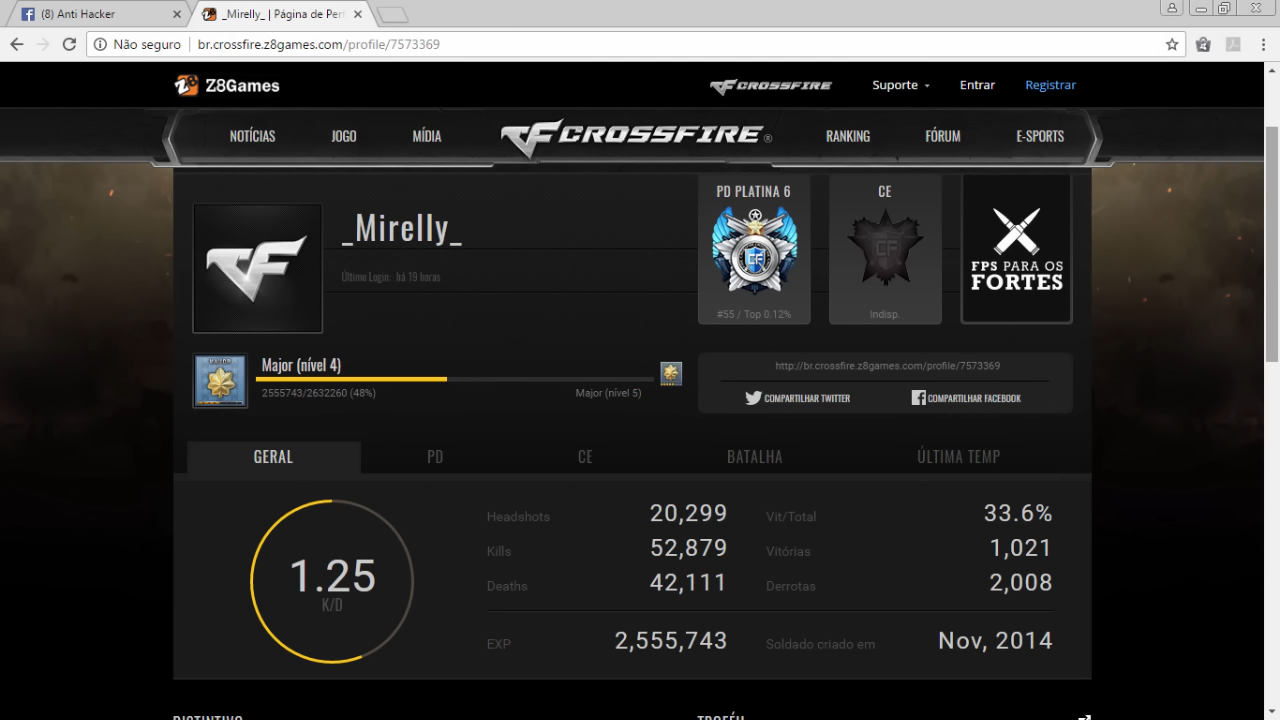 (8) Anti Hacker
_Mirelly_ | Página de Per
Não seguro
br.crossfire.z8games.com/profile/7573369
Z8Games
CROSSFIRE
Suporte
Entrar
Registrar
NOTÍCIAS
JOGO
MÍDIA
CROSSFIRE®
RANKING
FÓRUM
E-SPORTS
_Mirelly_
Último Login: há 19 horas
PD PLATINA 6
CF
#55 / Top 0.12%
CE
CF
Indisp.
FPS PARA OS
FORTES
MAJOR
Major (nível 4)
2555743/2632260 (48%)
Major (nível 5)
http://br.crossfire.z8games.com/profile/7573369
COMPARTILHAR TWITTER
COMPARTILHAR FACEBOOK
GERAL
PD
CE
BATALHA
ÚLTIMA TEMP
1.25
K/D
Headshots 20,299
Kills 52,879
Deaths 42,111
EXP 2,555,743
Vit/Total 33.6%
Vitórias 1,021
Derrotas 2,008
Soldado criado em Nov, 2014
DISTINTIVO
TROFÉU